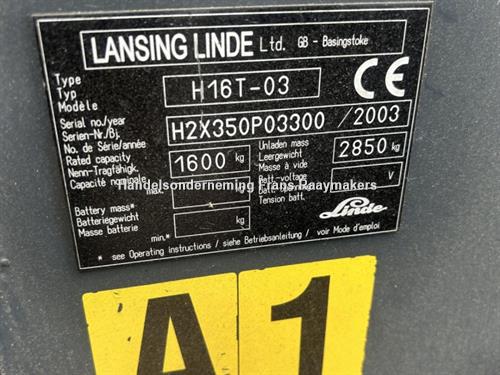 LANSING LINDE Ltd. GB - Basingstoke
CE
Type
Typ
Modèle
H16T-03
Serial no./year
Serien-Nr./Bj.
No. de Série/année
H2X350P03300 /2003
Rated capacity
Nenn-Tragfähigk.
Capacité nominale
1600 kg
Unladen mass
Leergewicht
Masse à vide
2850 kg
Batt.-voltage
V
Tension batt.
Handelsonderneming Frans Raaymakers
Battery mass*
Batteriegewicht
Masse batterie
max.
kg
min.*
kg
Linde
* see Operating instructions / siehe Betriebsanleitung / voir Mode d'emploi
A 1